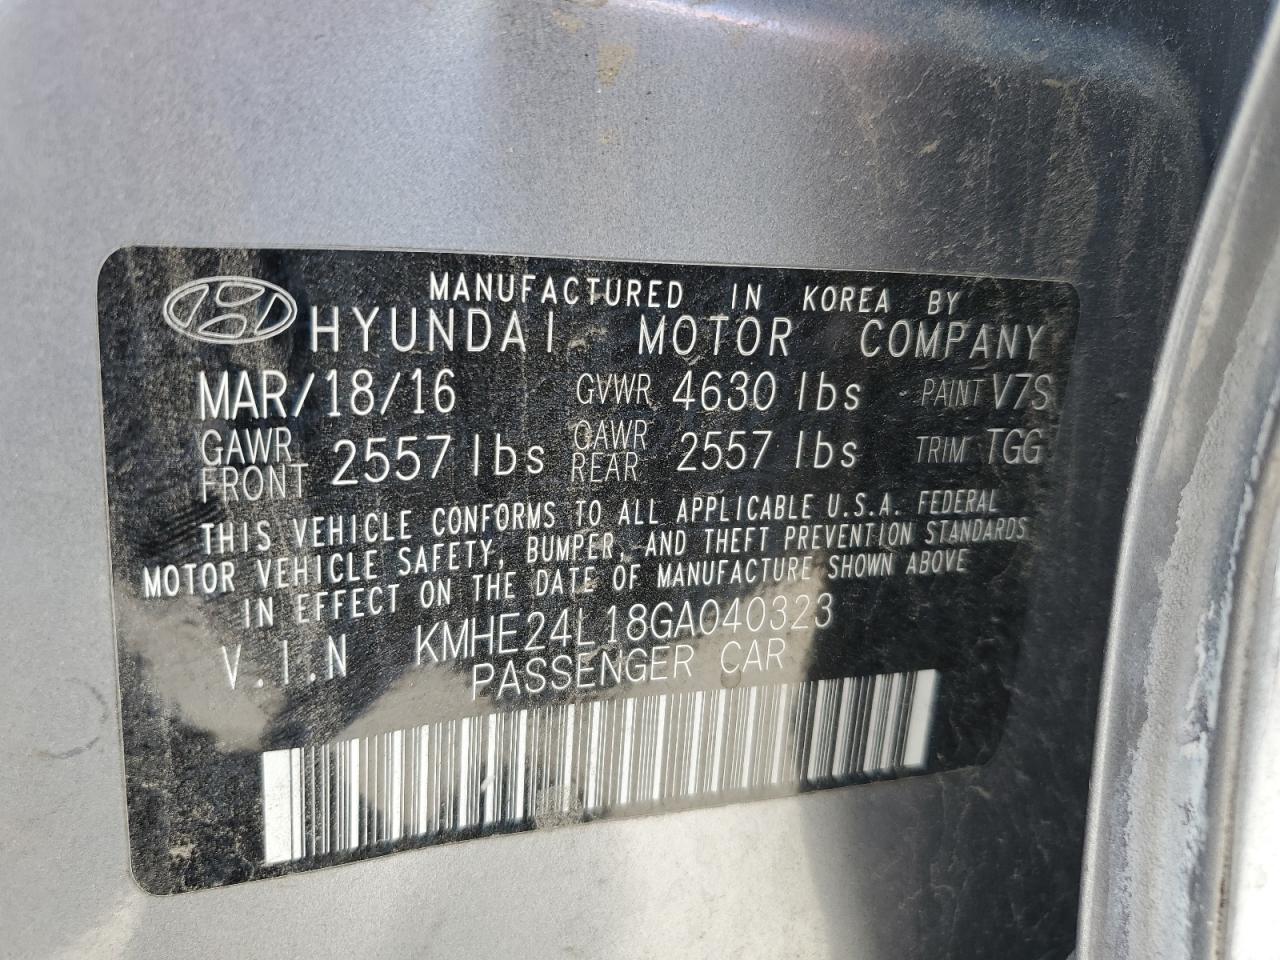 MANUFACTURED IN KOREA BY
HYUNDAI MOTOR COMPANY
MAR/18/16 GVWR 4630 lbs PAINT V7S
GAWR FRONT 2557 lbs GAWR REAR 2557 lbs TRIM TGG
THIS VEHICLE CONFORMS TO ALL APPLICABLE U.S.A. FEDERAL
MOTOR VEHICLE SAFETY, BUMPER, AND THEFT PREVENTION STANDARDS
IN EFFECT ON THE DATE OF MANUFACTURE SHOWN ABOVE
V.I.N KMHE24L18GA040323
PASSENGER CAR